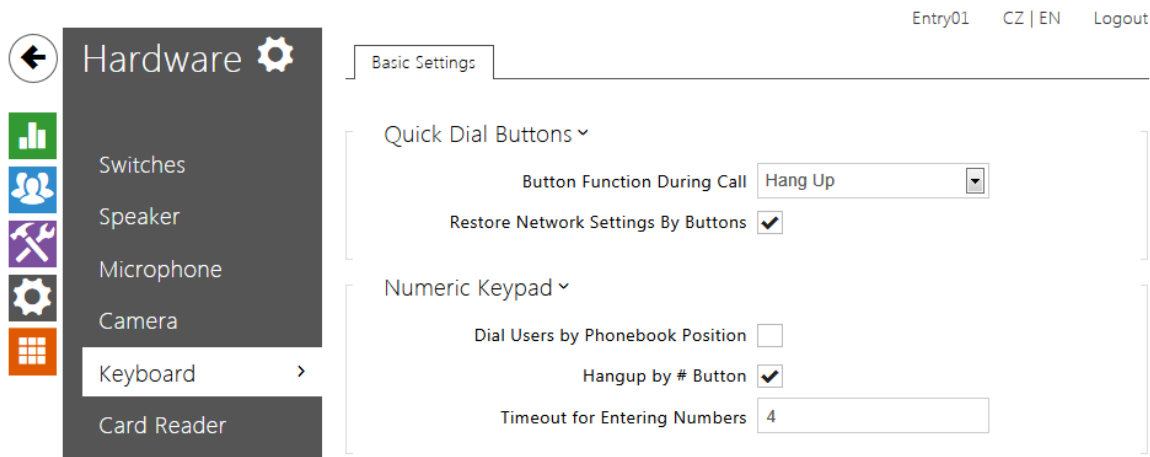 Entry01 CZ | EN Logout
Hardware
Basic Settings
Switches
Speaker
Microphone
Camera
Keyboard
Card Reader
Quick Dial Buttons
Button Function During Call Hang Up
Restore Network Settings By Buttons
Numeric Keypad
Dial Users by Phonebook Position
Hangup by # Button
Timeout for Entering Numbers 4